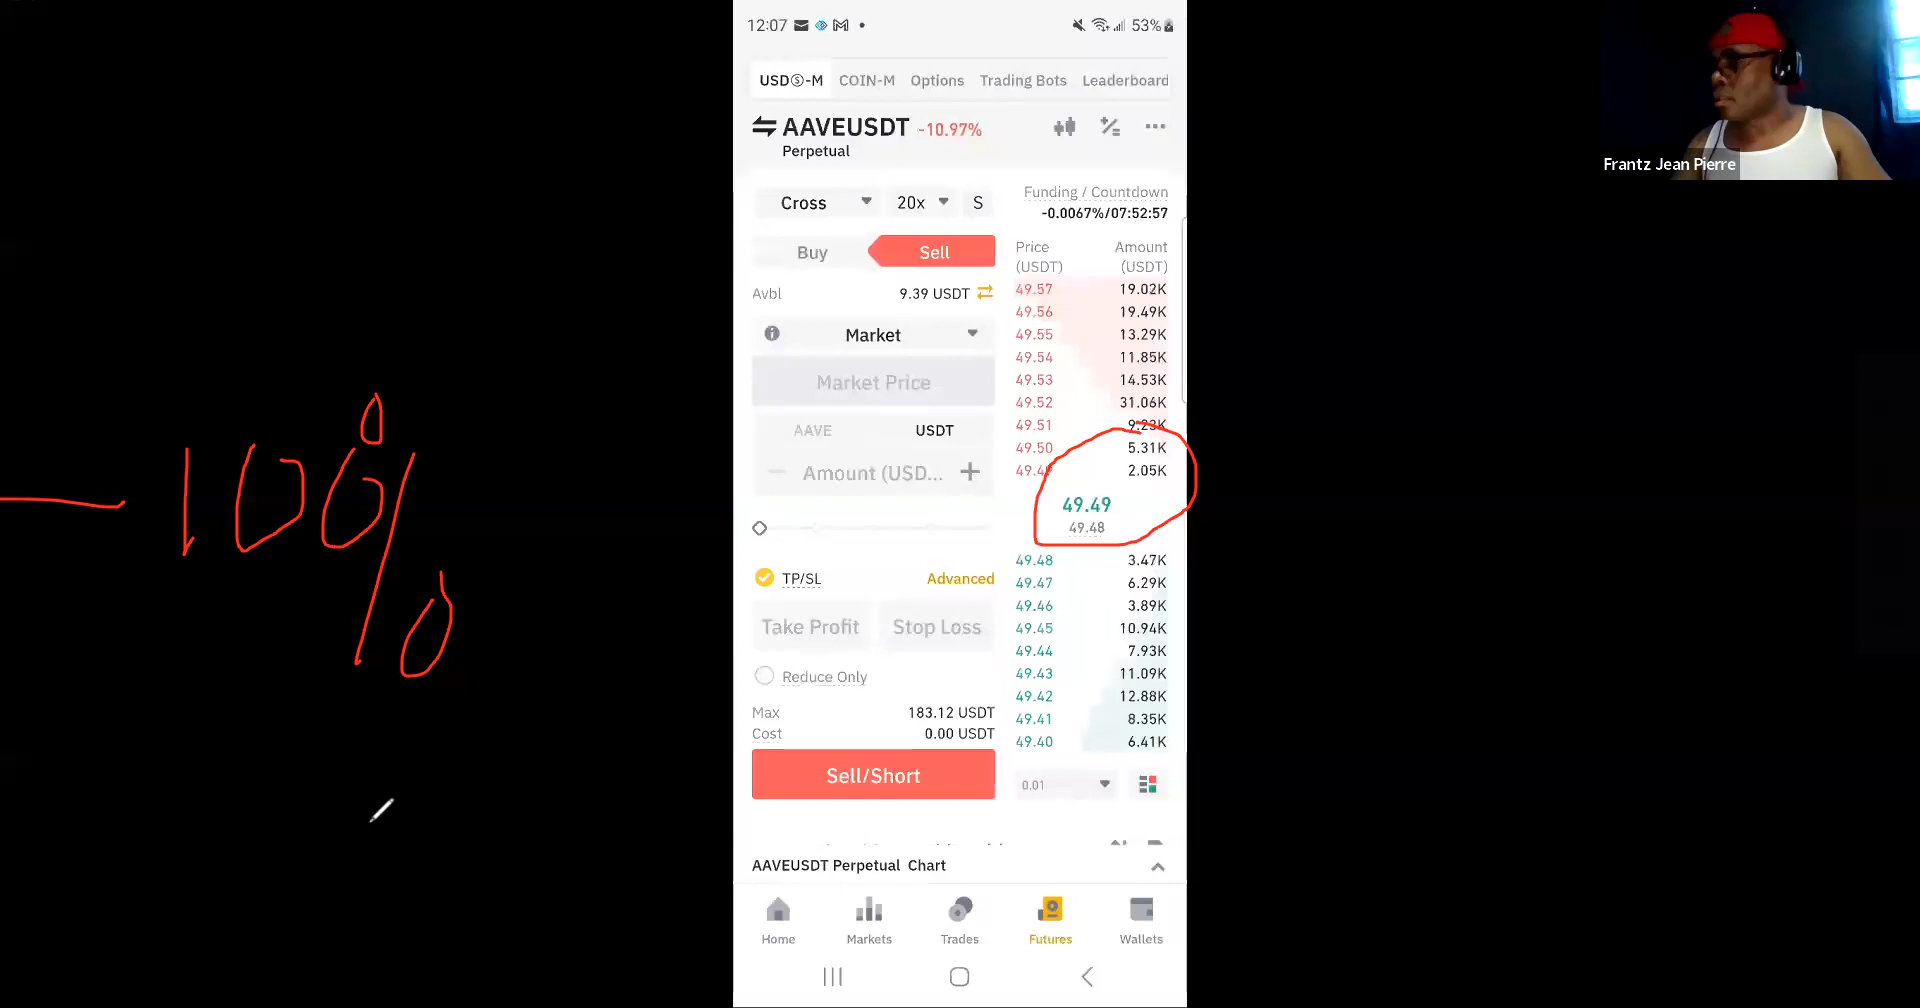 12:07 53%
USDⓈ-M COIN-M Options Trading Bots Leaderboard
AAVEUSDT -10.97%
Perpetual
Cross 20x S
Funding / Countdown
-0.0067%/07:52:57
Buy Sell
Avbl 9.39 USDT
Market
Market Price
AAVE USDT
Amount (USD...
TP/SL Advanced
Take Profit Stop Loss
Reduce Only
Max 183.12 USDT
Cost 0.00 USDT
Sell/Short
Price Amount
(USDT) (USDT)
49.57 19.02K
49.56 19.49K
49.55 13.29K
49.54 11.85K
49.53 14.53K
49.52 31.06K
49.51 9.23K
49.50 5.31K
2.05K
49.49
49.48
49.48 3.47K
49.47 6.29K
49.46 3.89K
49.45 10.94K
49.44 7.93K
49.43 11.09K
49.42 12.88K
49.41 8.35K
49.40 6.41K
0.01
AAVEUSDT Perpetual Chart
Home Markets Trades Futures Wallets
100%
Frantz Jean Pierre